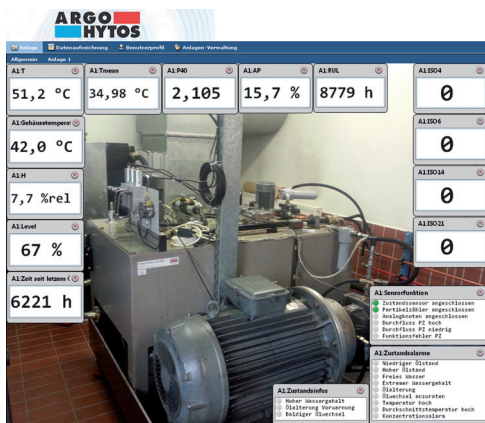 ARGO
HYTOS
Anlage Datenaufzeichnung Benutzerprofil Anlagen-Verwaltung
Allgemein Anlage 1
A1:T
51,2 °C
A1:Tmean
34,98 °C
A1:P40
2,105
A1:AP
15,7 %
A1:RUL
8779 h
A1:ISO4
0
A1:Gehäusetemperat
42,0 °C
A1:ISO6
0
A1:H
7,7 %rel
A1:ISO14
0
A1:Level
67 %
A1:ISO21
0
A1:Zeit seit letzem (
6221 h
A1:Sensorfunktion
Zustandssensor angeschlossen
Partikelzähler angeschlossen
Analogknoten angeschlossen
Durchfluss PZ hoch
Durchfluss PZ niedrig
Funktionsfehler PZ
A1:Zustandsalarme
Niedriger Ölstand
Hoher Ölstand
Freies Wasser
Extremer Wassergehalt
Ölalterung
Ölwechsel anzuraten
Temperatur hoch
Durchschnittstemperatur hoch
Konzentrationsalarm
A1:Zustandsinfos
Hoher Wassergehalt
Ölalterung Vorwarnung
Baldiger Ölwechsel